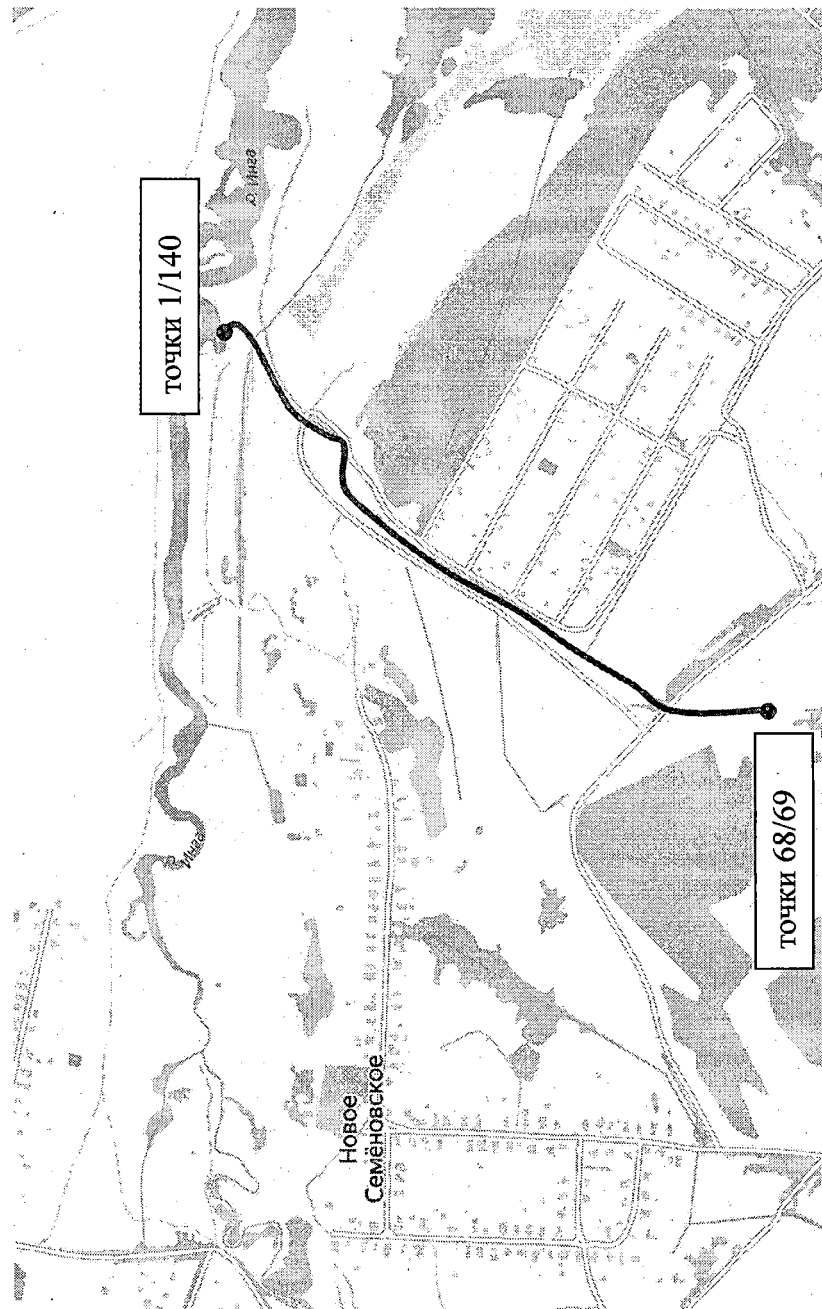 р. Инга
точки 1/140
Инга
точки 68/69
Новое
Семёновское